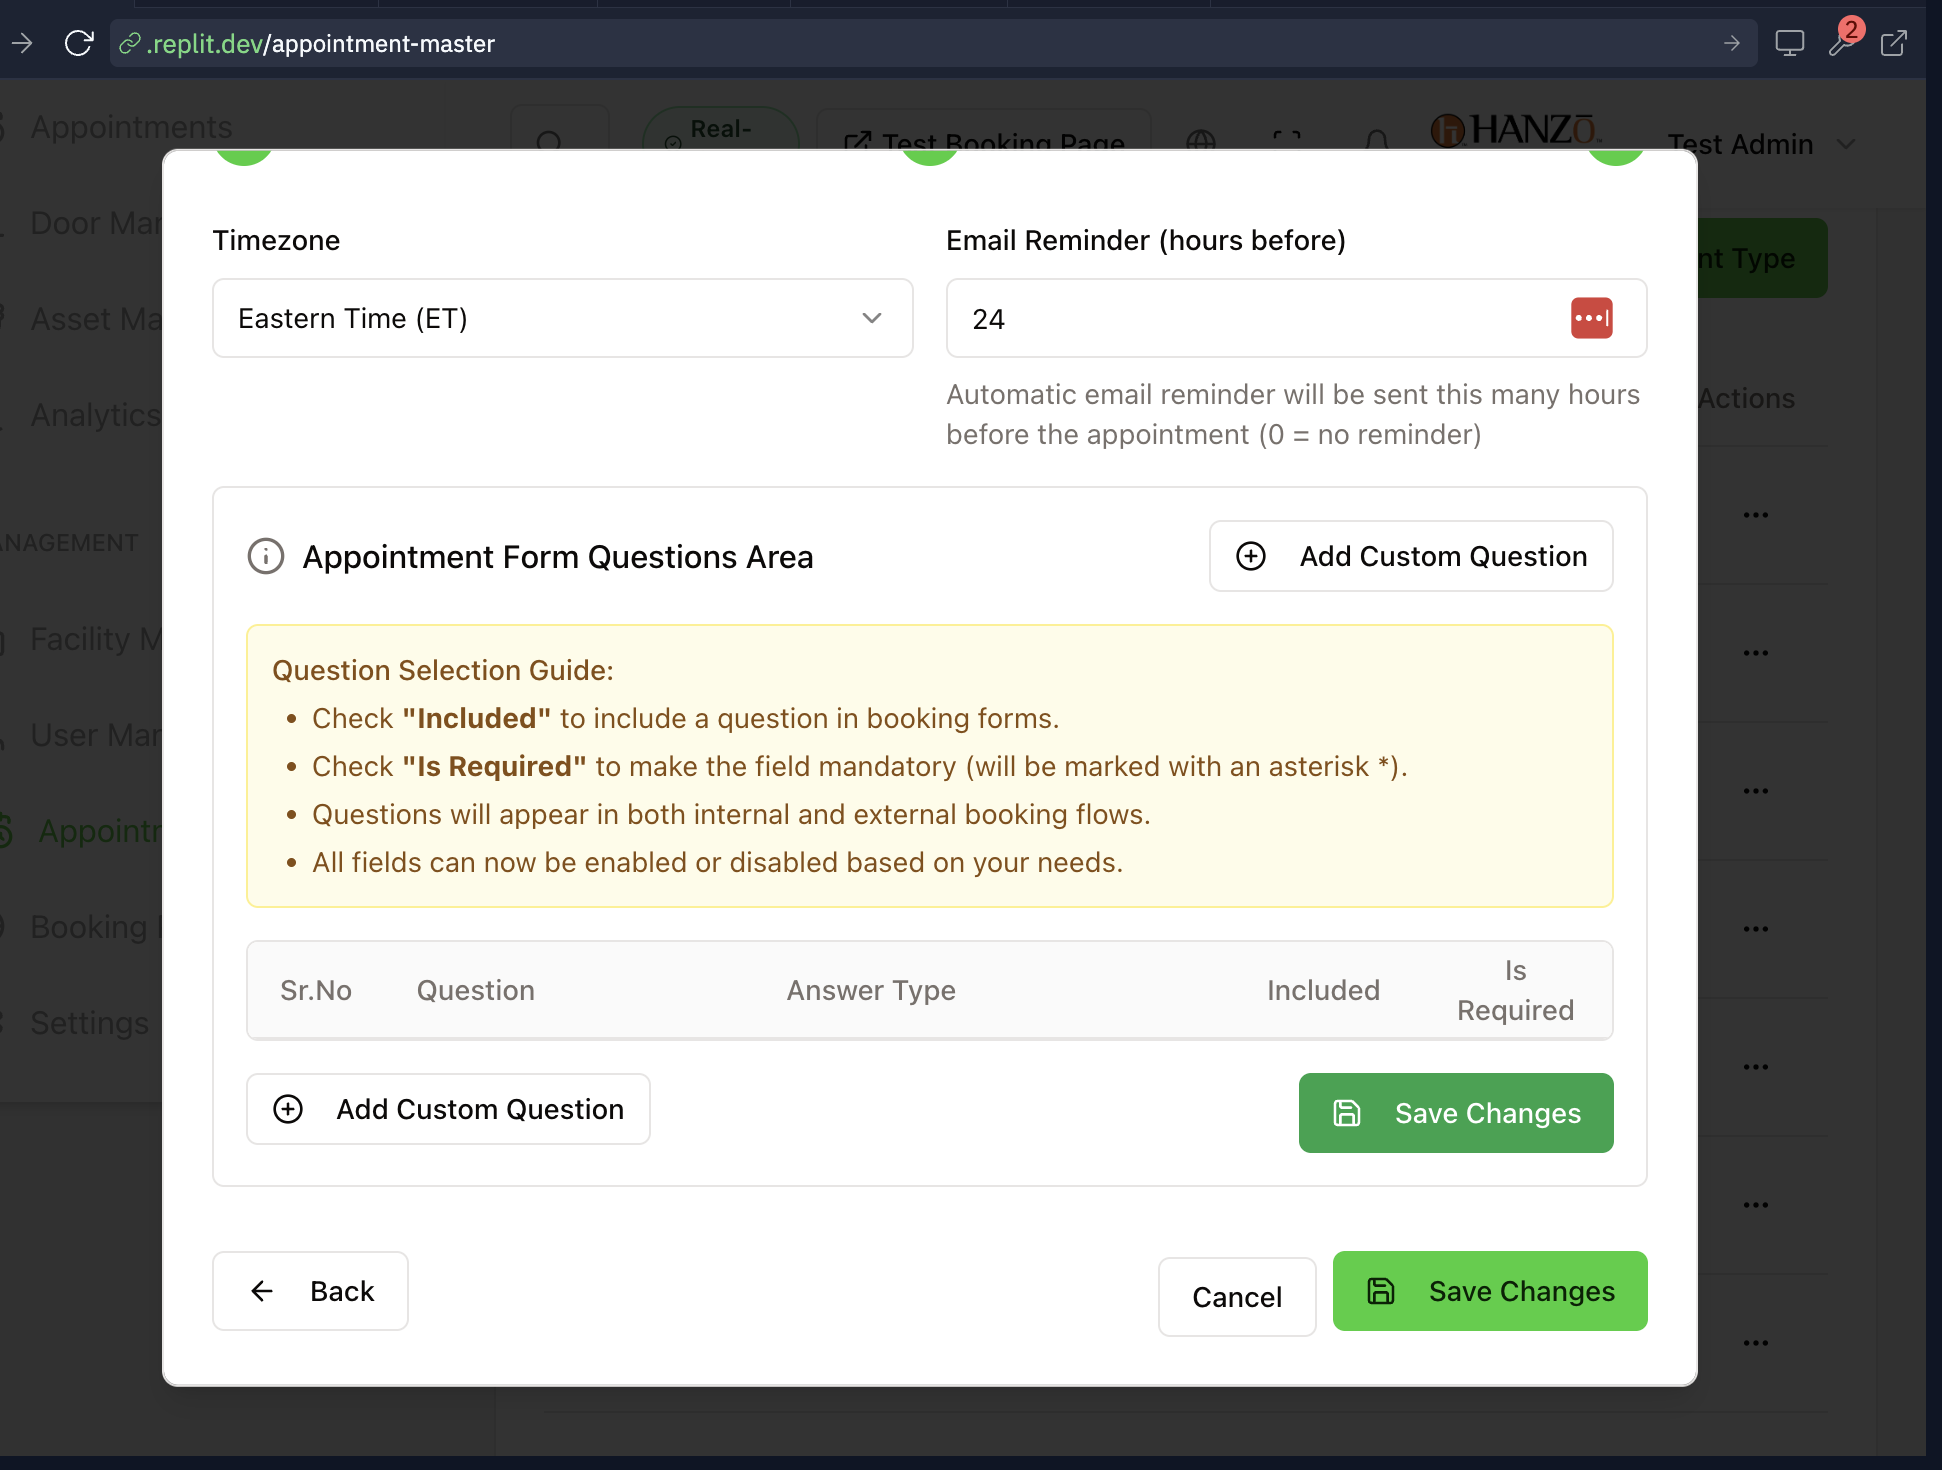 .replit.dev/appointment-master
2
Appointments
Real-
Test Booking Page
HANZO
Test Admin
Door Man
nt Type
Timezone
Email Reminder (hours before)
Asset Ma
Eastern Time (ET)
24
Analytics
Automatic email reminder will be sent this many hours
before the appointment (0 = no reminder)
Actions
ANAGEMENT
Appointment Form Questions Area
Add Custom Question
Facility M
Question Selection Guide:
• Check "Included" to include a question in booking forms.
User Man
• Check "Is Required" to make the field mandatory (will be marked with an asterisk *).
Appointm
• Questions will appear in both internal and external booking flows.
• All fields can now be enabled or disabled based on your needs.
Booking
Sr.No
Question
Answer Type
Included
Is
Required
Settings
Add Custom Question
Save Changes
Back
Cancel
Save Changes